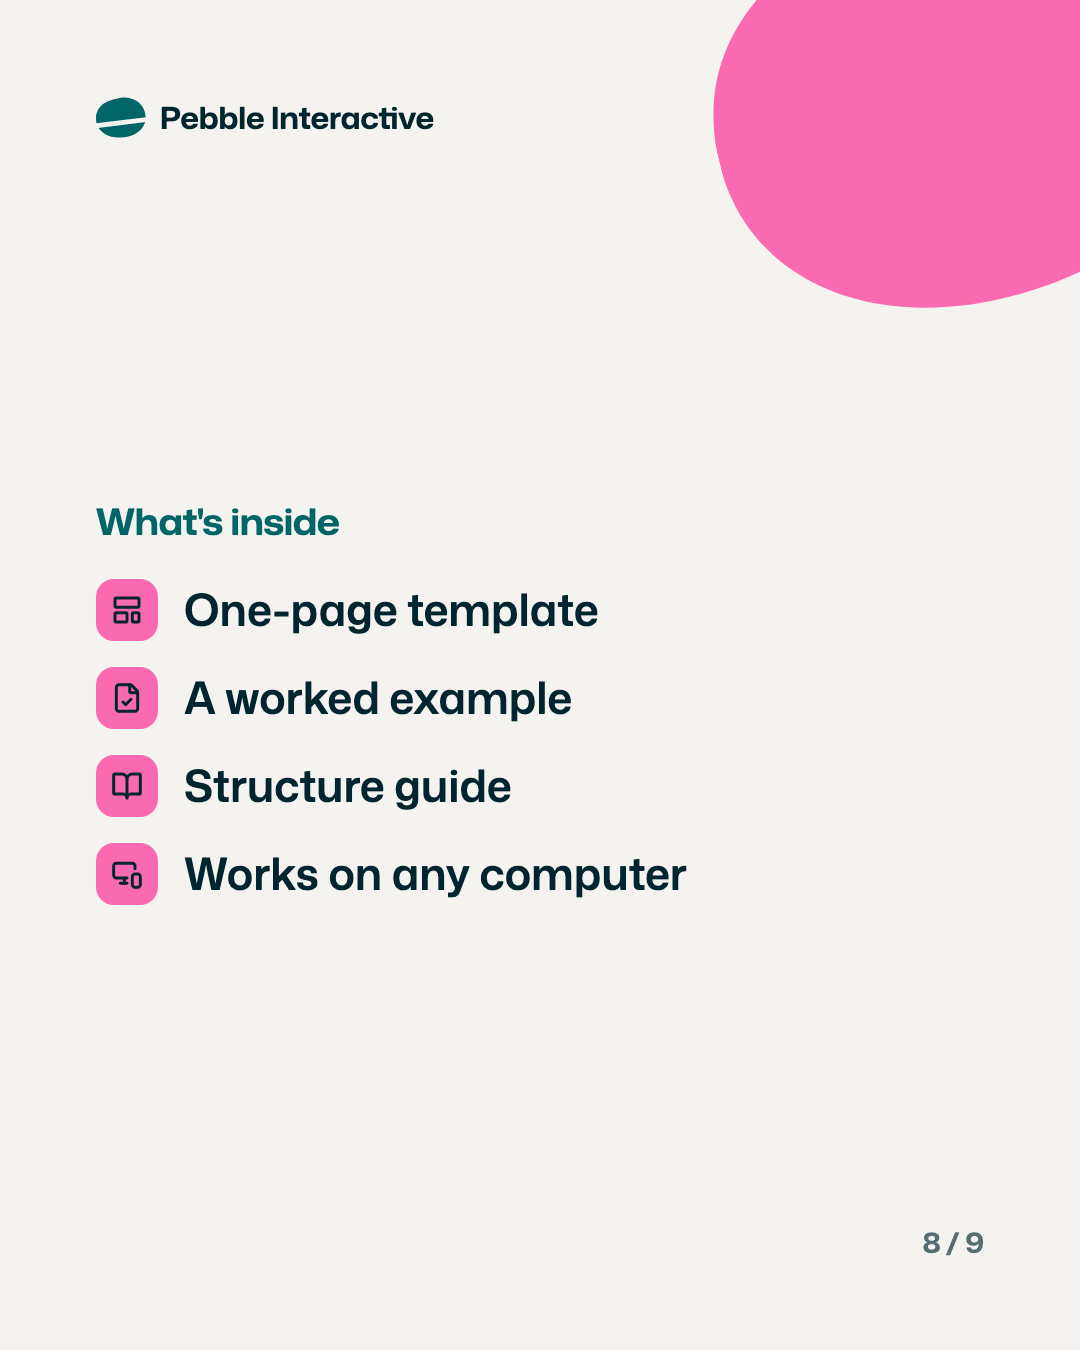 Pebble Interactive
What's inside
One-page template
A worked example
Structure guide
Works on any computer
8 / 9